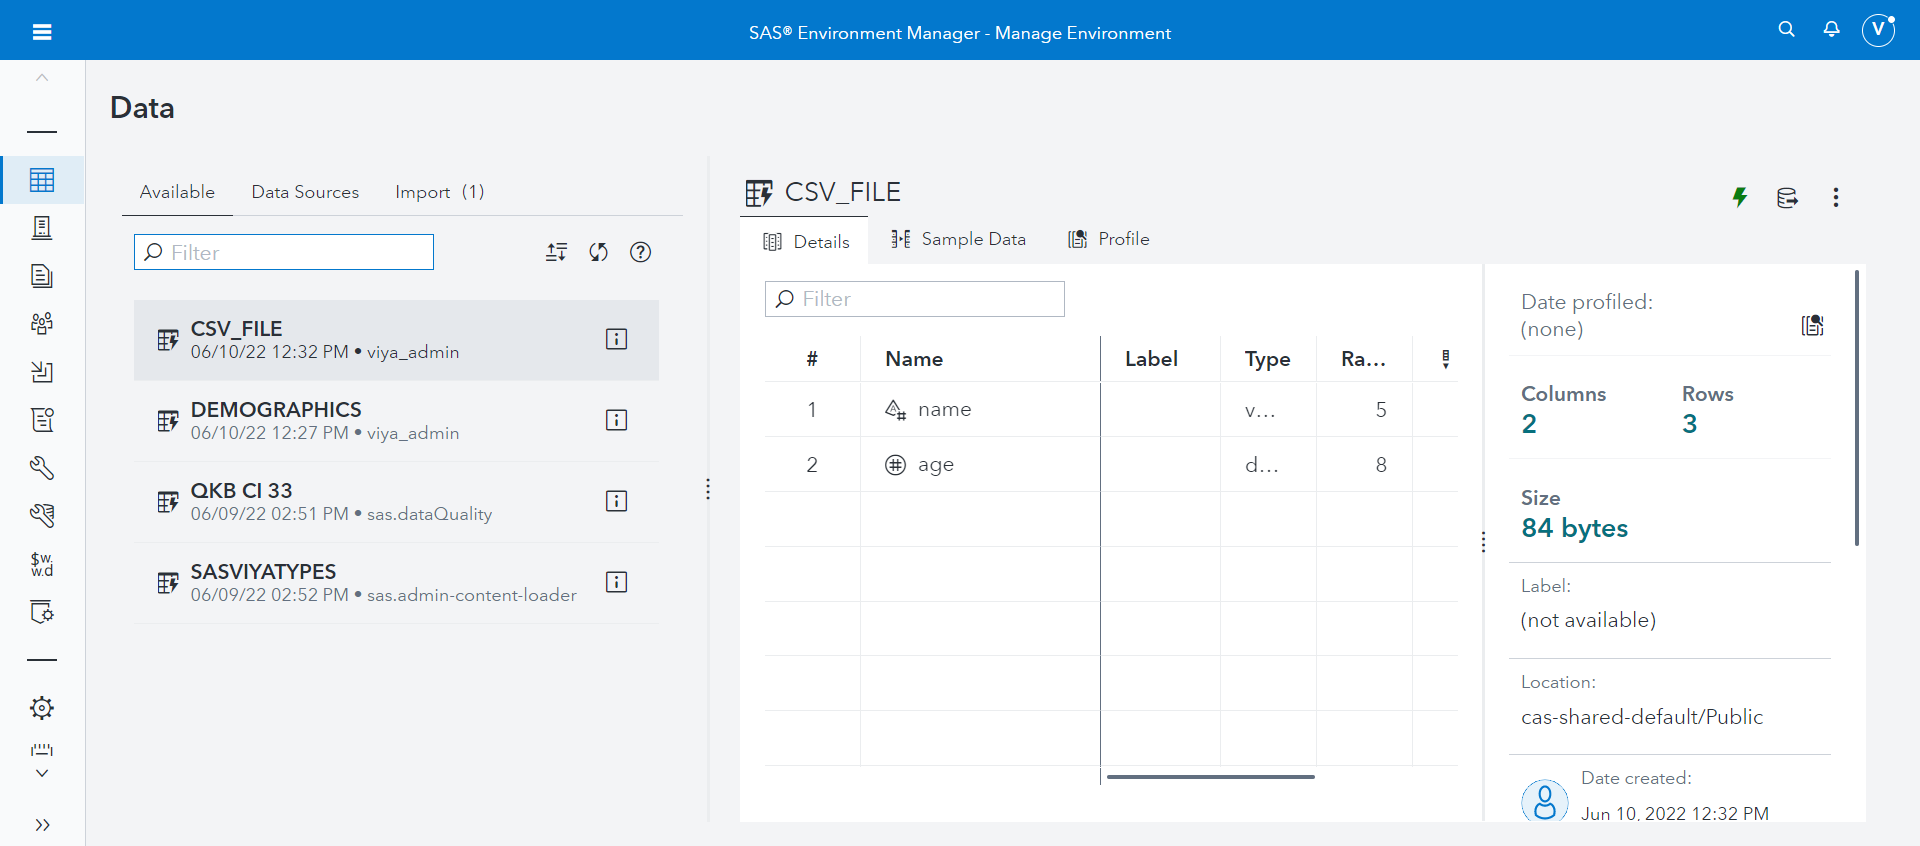 SAS® Environment Manager - Manage Environment
V
Data
Available
Data Sources
Import (1)
Filter
CSV_FILE
06/10/22 12:32 PM • viya_admin
DEMOGRAPHICS
06/10/22 12:27 PM • viya_admin
QKB CI 33
06/09/22 02:51 PM • sas.dataQuality
SASVIYATYPES
06/09/22 02:52 PM • sas.admin-content-loader
$w.
w.d
CSV_FILE
Details
Sample Data
Profile
Filter
# Name Label Type Ra...
1 name v... 5
2 age d... 8
Date profiled:
(none)
Columns Rows
2 3
Size
84 bytes
Label:
(not available)
Location:
cas-shared-default/Public
Date created:
Jun 10, 2022 12:32 PM